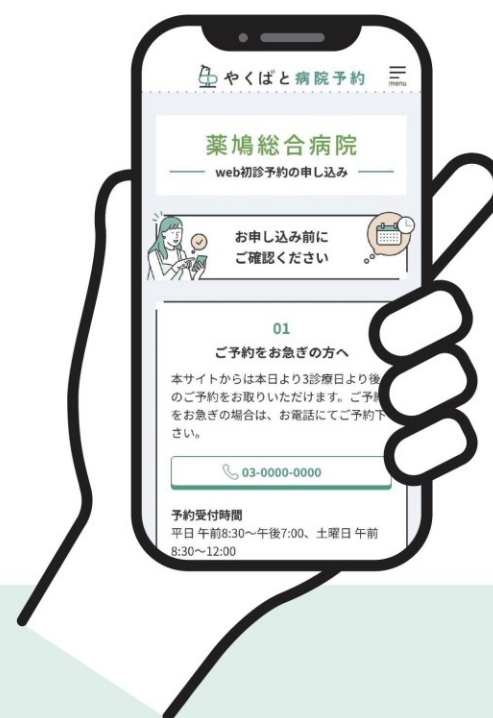 やくばと病院予約
menu
薬鳩総合病院
web初診予約の申し込み
お申し込み前に
ご確認ください
01
ご予約をお急ぎの方へ
本サイトからは本日より3診療日より後
のご予約をお取りいただけます。ご予
をお急ぎの場合は、お電話にてご予約下
さい。
03-0000-0000
予約受付時間
平日 午前8:30〜午後7:00、土曜日 午前
8:30〜12:00